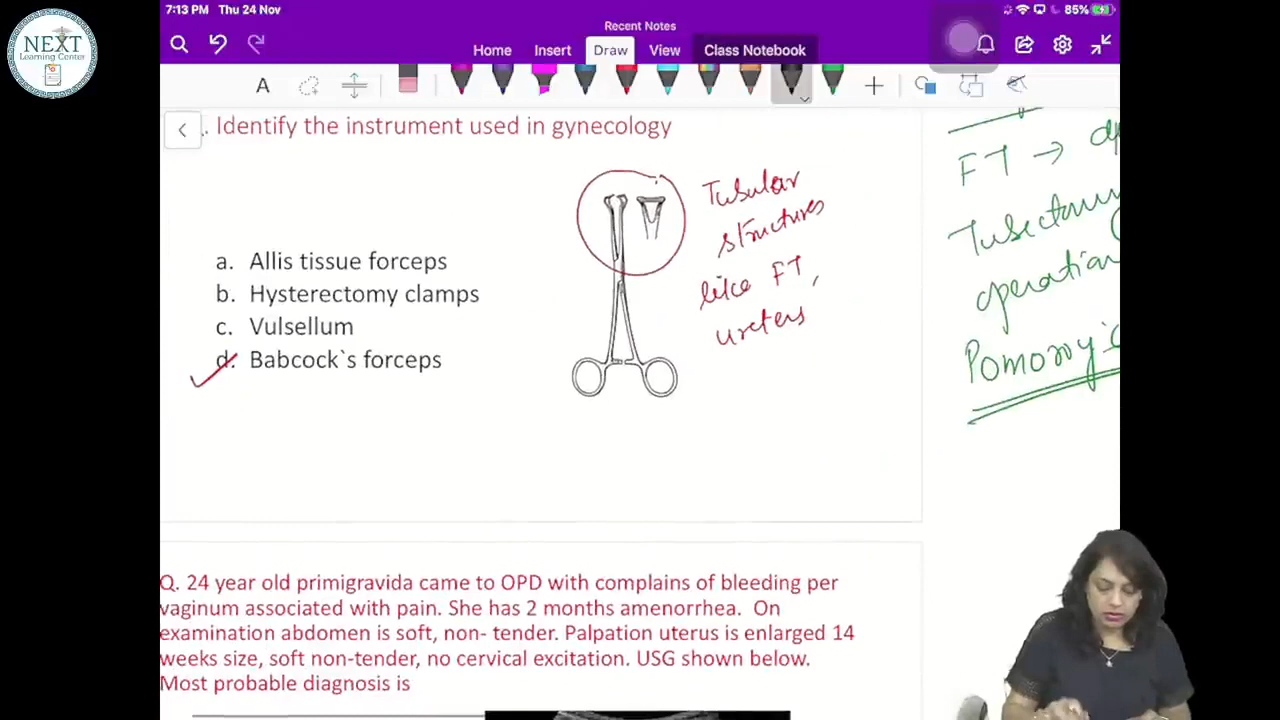 7:13 PM Thu 24 Nov
85%
NEXT
Learning Center
Recent Notes
Home Insert Draw View Class Notebook
A
. Identify the instrument used in gynecology
a. Allis tissue forceps
b. Hysterectomy clamps
c. Vulsellum
d. Babcock`s forceps
Tubular
structures
like FT,
ureters
FT →
Tubectomy
operation
Pomeroy's
Q. 24 year old primigravida came to OPD with complains of bleeding per
vaginum associated with pain. She has 2 months amenorrhea. On
examination abdomen is soft, non- tender. Palpation uterus is enlarged 14
weeks size, soft non-tender, no cervical excitation. USG shown below.
Most probable diagnosis is